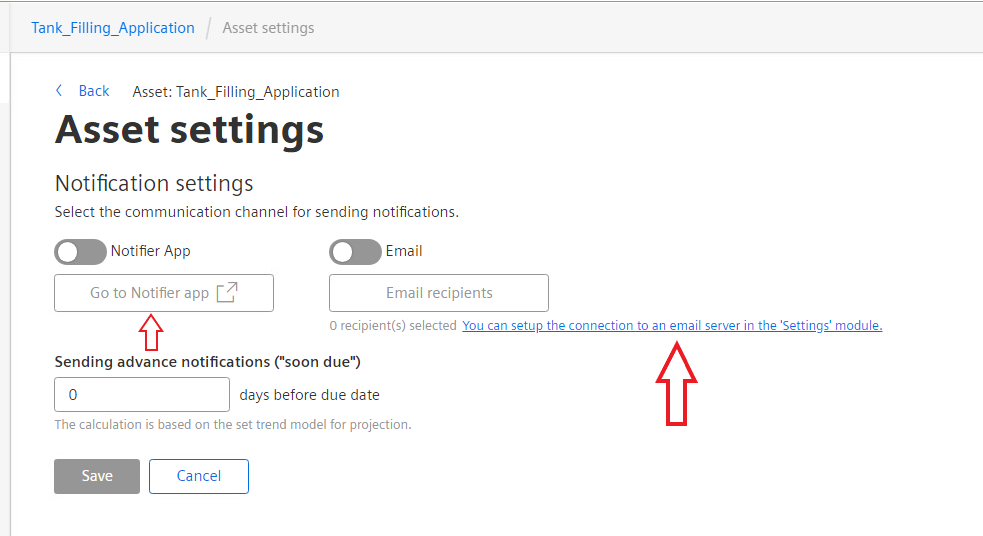 Tank_Filling_Application / Asset settings
Back Asset: Tank_Filling_Application
Asset settings
Notification settings
Select the communication channel for sending notifications.
Notifier App Email
Go to Notifier app Email recipients
0 recipient(s) selected You can setup the connection to an email server in the 'Settings' module.
Sending advance notifications ("soon due")
0 days before due date
The calculation is based on the set trend model for projection.
Save Cancel